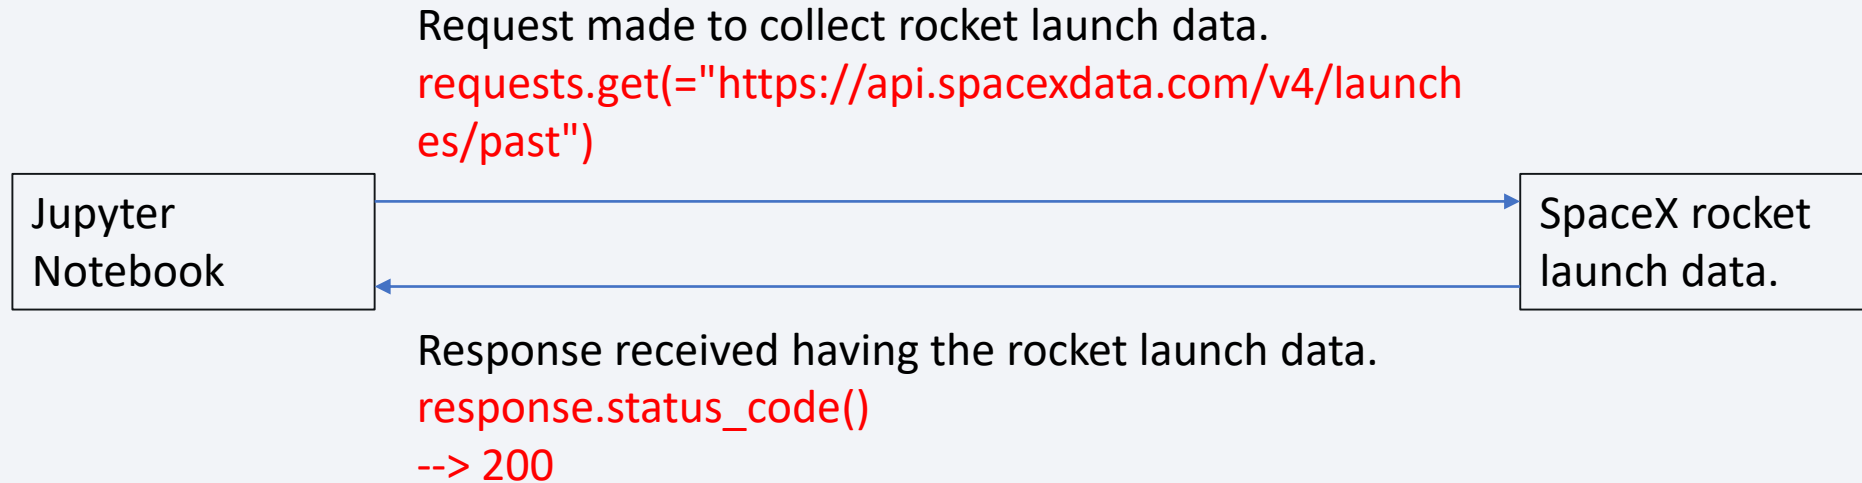 Request made to collect rocket launch data.
requests.get(="https://api.spacexdata.com/v4/launch
es/past")
Jupyter
Notebook
SpaceX rocket
launch data.
Response received having the rocket launch data.
response.status_code()
--> 200